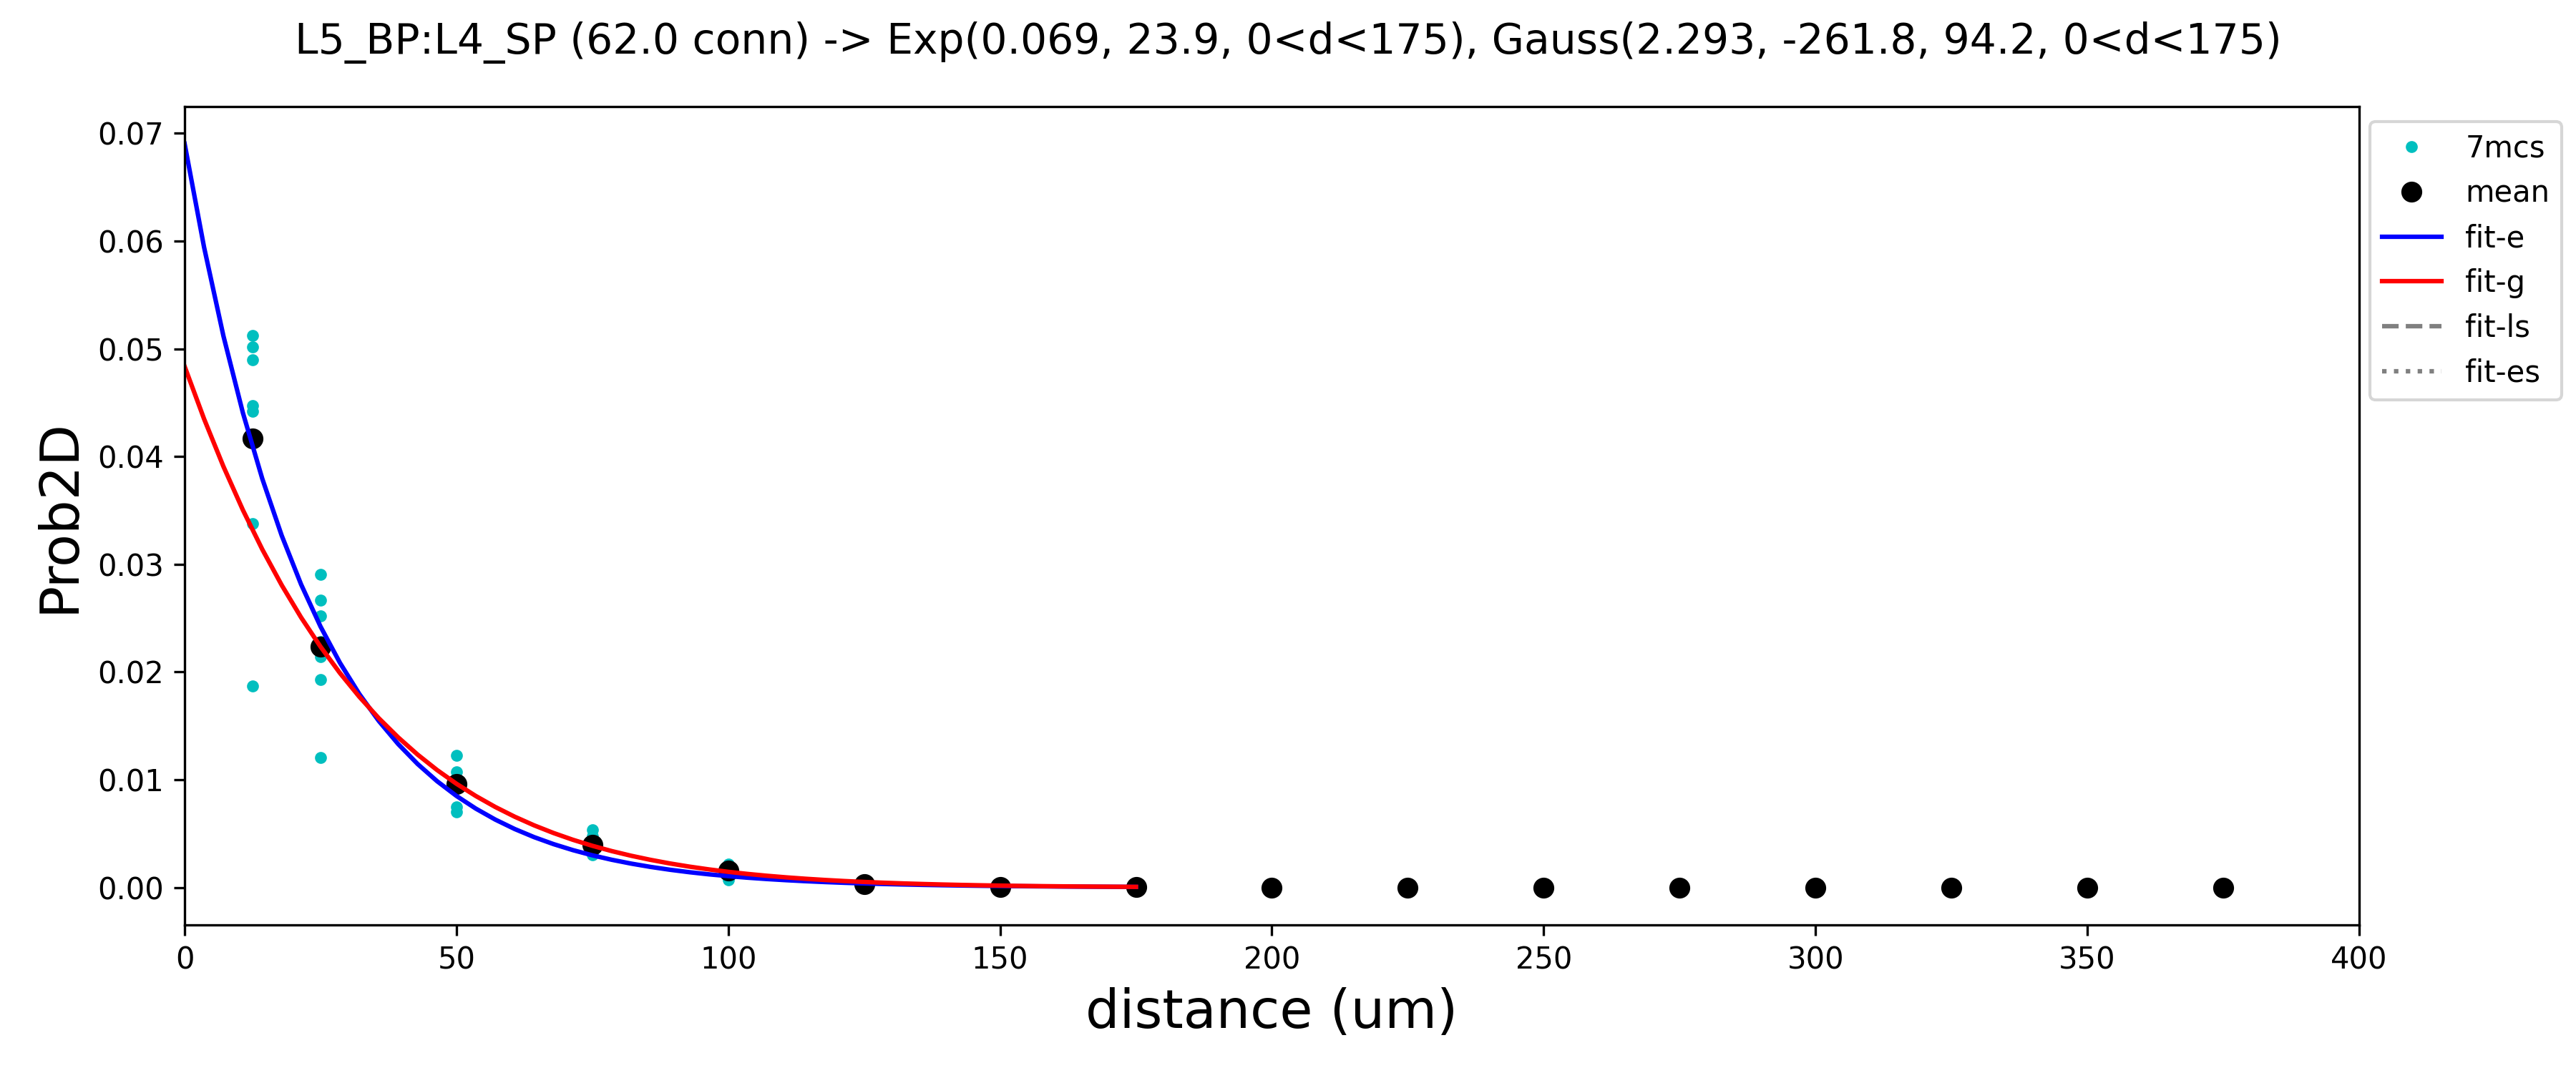 L5_BP:L4_SP (62.0 conn) -> Exp(0.069, 23.9, 0<d<175), Gauss(2.293, -261.8, 94.2, 0<d<175)
0.07
0.06
0.05
0.04
0.03
0.02
0.01
0.00
Prob2D
0
50
100
150
200
250
300
350
400
distance (um)
7mcs
mean
fit-e
fit-g
fit-ls
fit-es